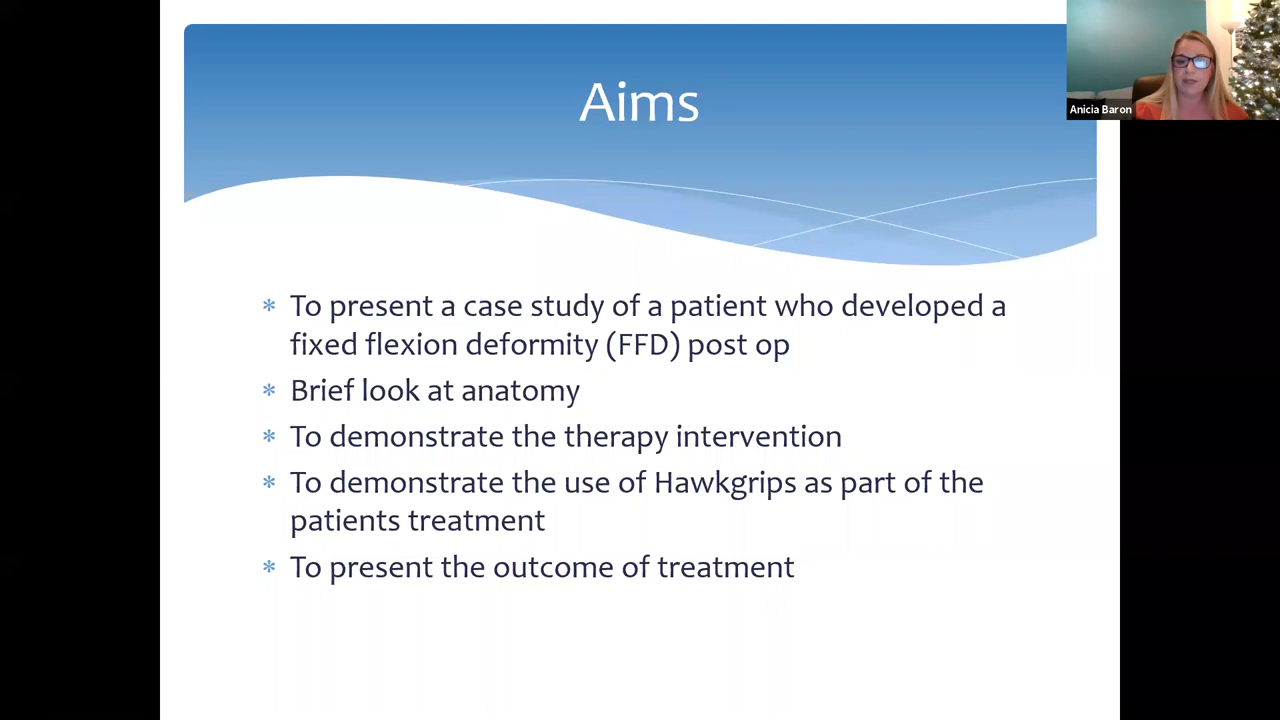 Aims
Anicia Baron
* To present a case study of a patient who developed a
fixed flexion deformity (FFD) post op
* Brief look at anatomy
* To demonstrate the therapy intervention
* To demonstrate the use of Hawkgrips as part of the
patients treatment
* To present the outcome of treatment